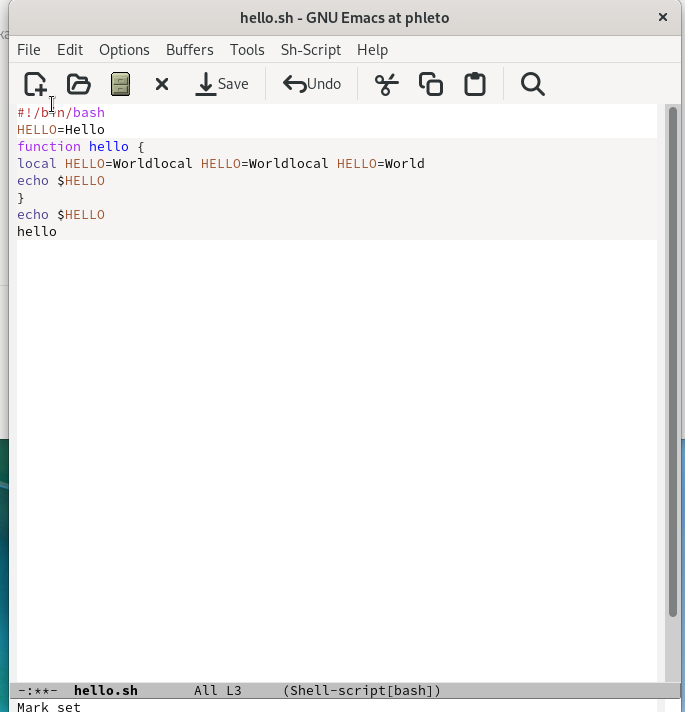 hello.sh - GNU Emacs at phleto
File Edit Options Buffers Tools Sh-Script Help
Save Undo
#!/bin/bash
HELLO=Hello
function hello {
local HELLO=Worldlocal HELLO=Worldlocal HELLO=World
echo $HELLO
}
echo $HELLO
hello
-:**- hello.sh All L3 (Shell-script[bash])
Mark set